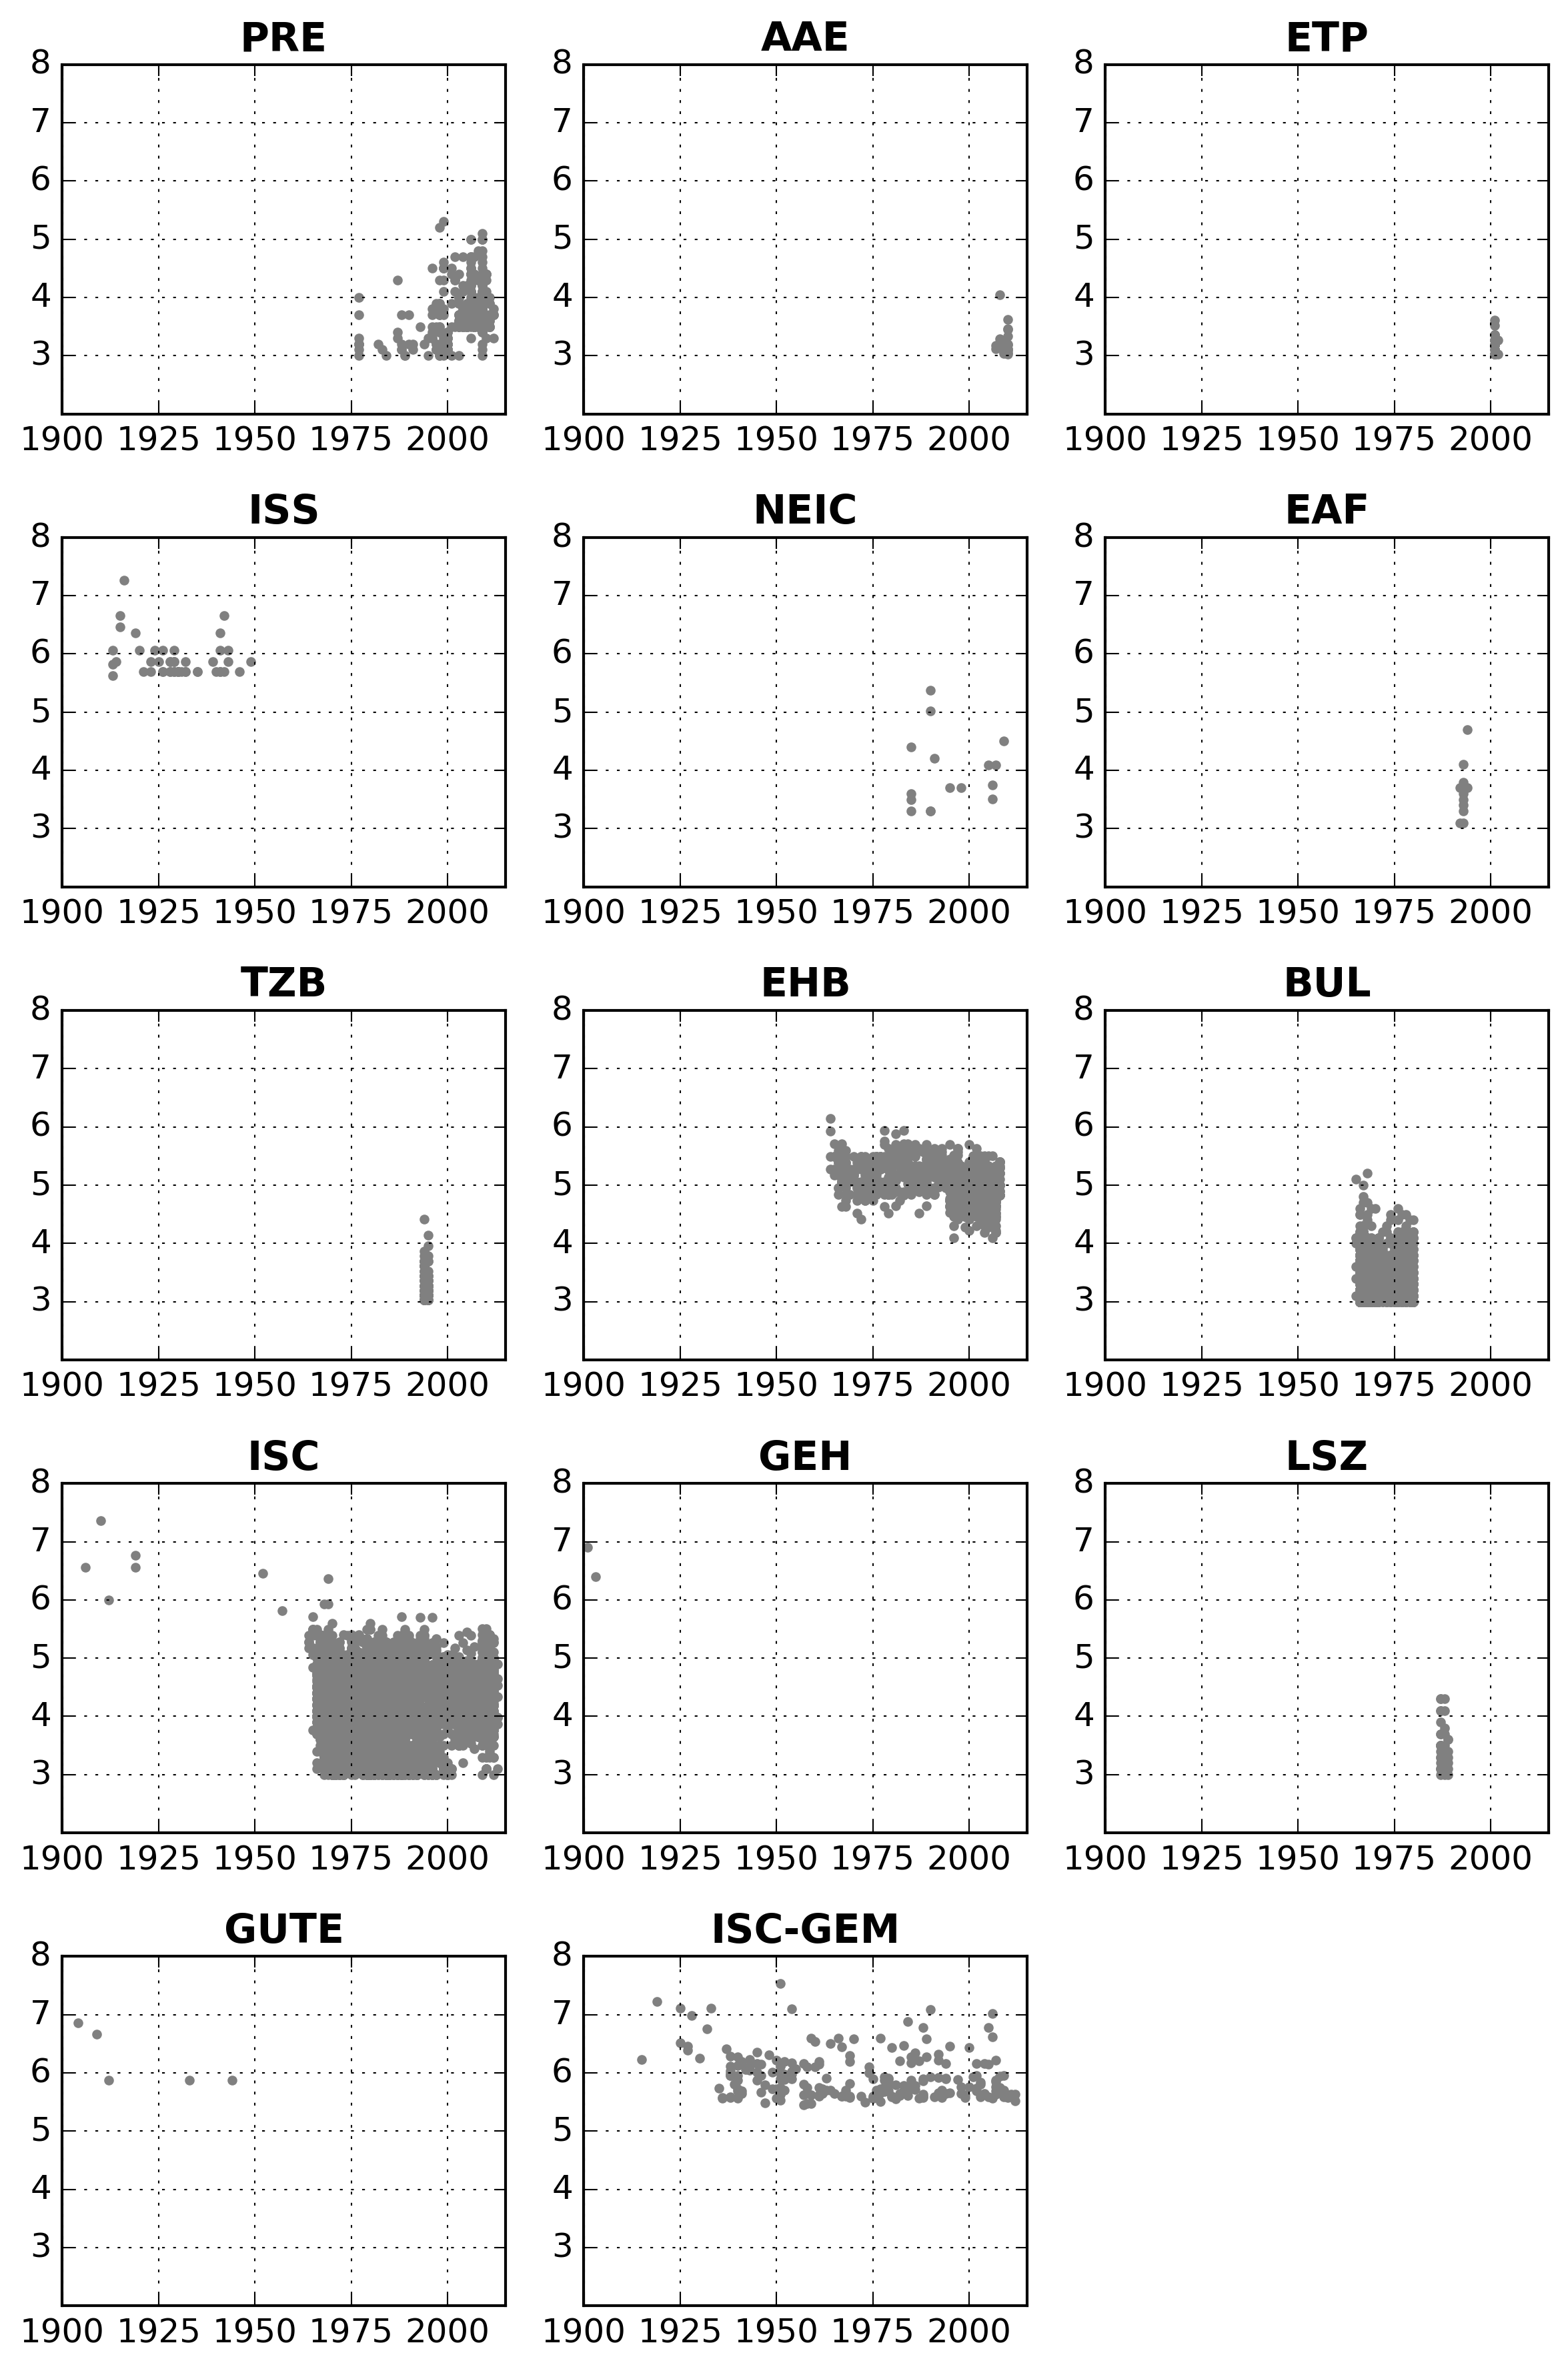 PRE AAE ETP
8 8 8
7 7 7
6 6 6
5 5 5
4 4 4
3 3 3
1900 1925 1950 1975 2000 1900 1925 1950 1975 2000 1900 1925 1950 1975 2000
ISS NEIC EAF
8 8 8
7 7 7
6 6 6
5 5 5
4 4 4
3 3 3
1900 1925 1950 1975 2000 1900 1925 1950 1975 2000 1900 1925 1950 1975 2000
TZB EHB BUL
8 8 8
7 7 7
6 6 6
5 5 5
4 4 4
3 3 3
1900 1925 1950 1975 2000 1900 1925 1950 1975 2000 1900 1925 1950 1975 2000
ISC GEH LSZ
8 8 8
7 7 7
6 6 6
5 5 5
4 4 4
3 3 3
1900 1925 1950 1975 2000 1900 1925 1950 1975 2000 1900 1925 1950 1975 2000
GUTE ISC-GEM
8 8
7 7
6 6
5 5
4 4
3 3
1900 1925 1950 1975 2000 1900 1925 1950 1975 2000